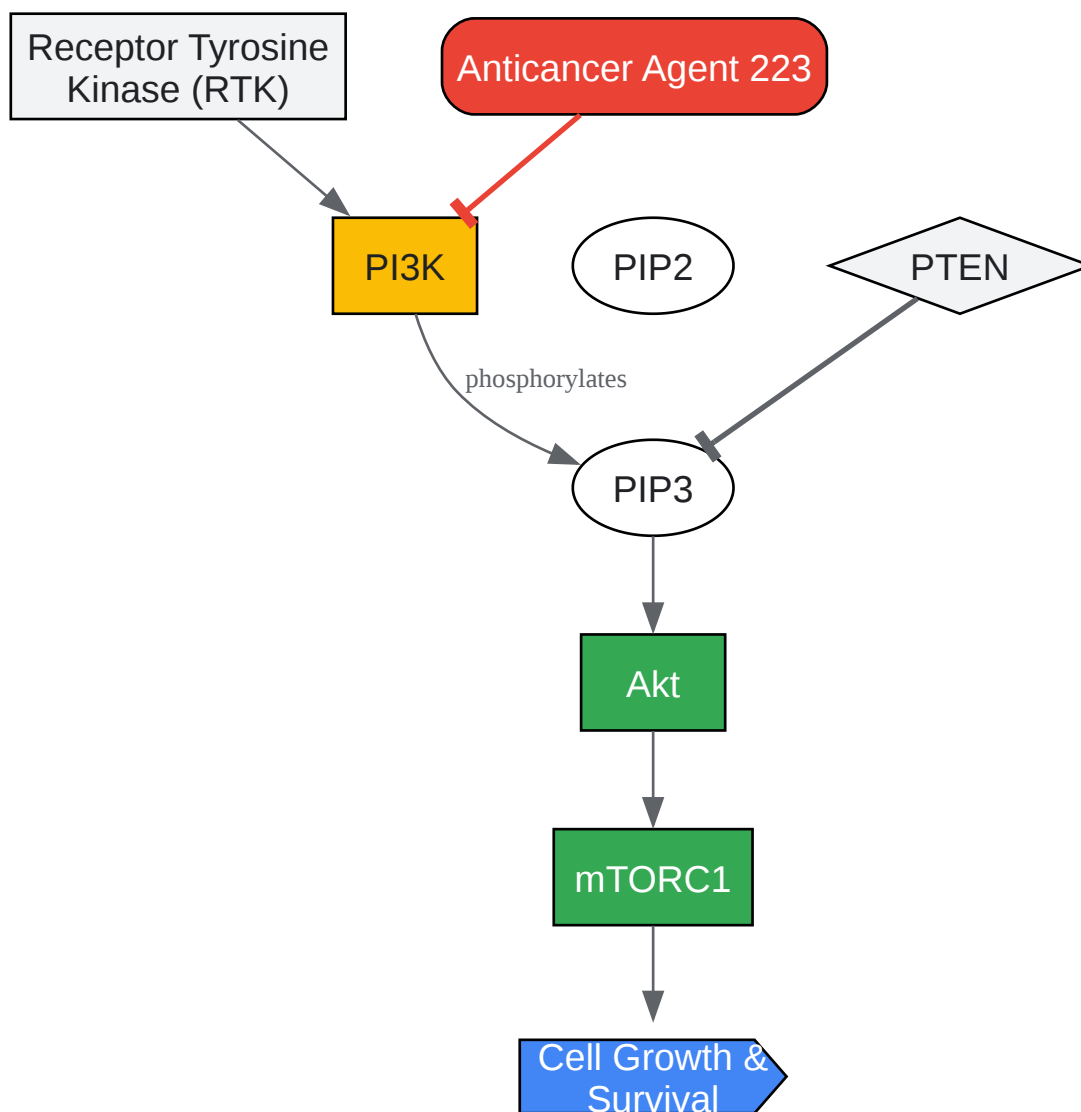 Receptor Tyrosine
Kinase (RTK)
Anticancer Agent 223
PI3K
PIP2
PTEN
phosphorylates
PIP3
Akt
mTORC1
Cell Growth &
Survival